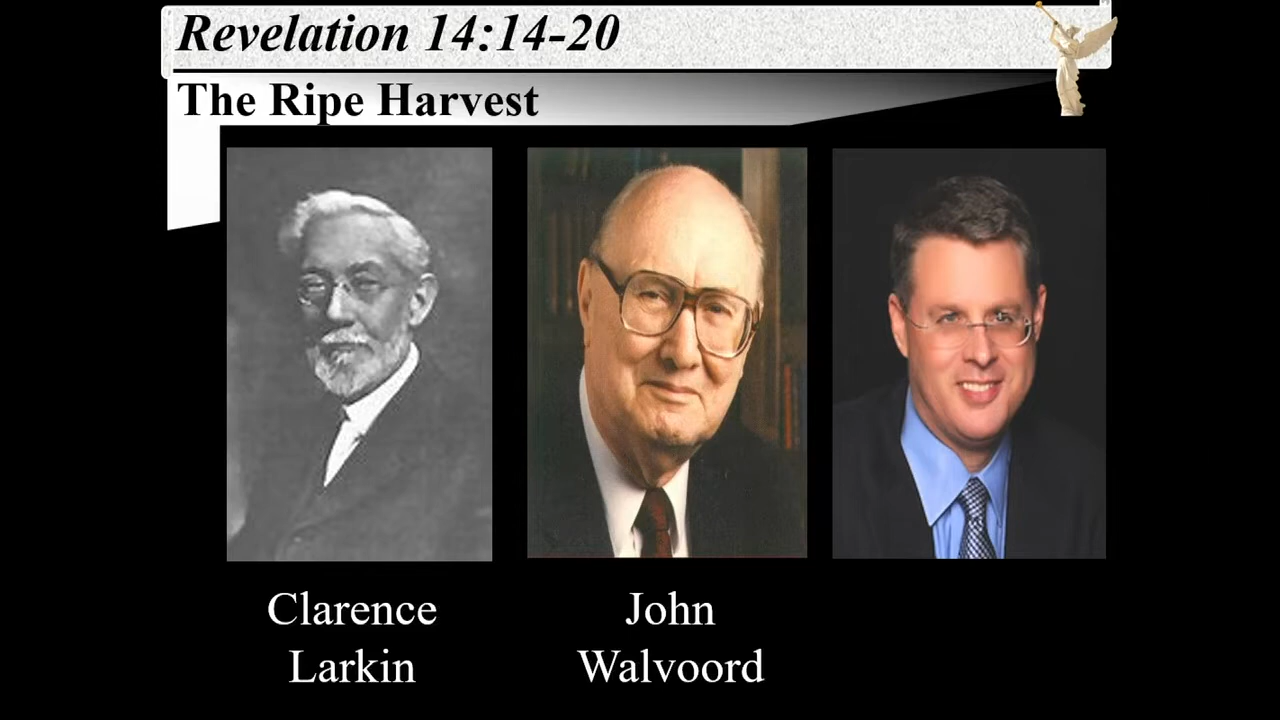 Revelation 14:14-20
The Ripe Harvest
Clarence
Larkin
John
Walvoord